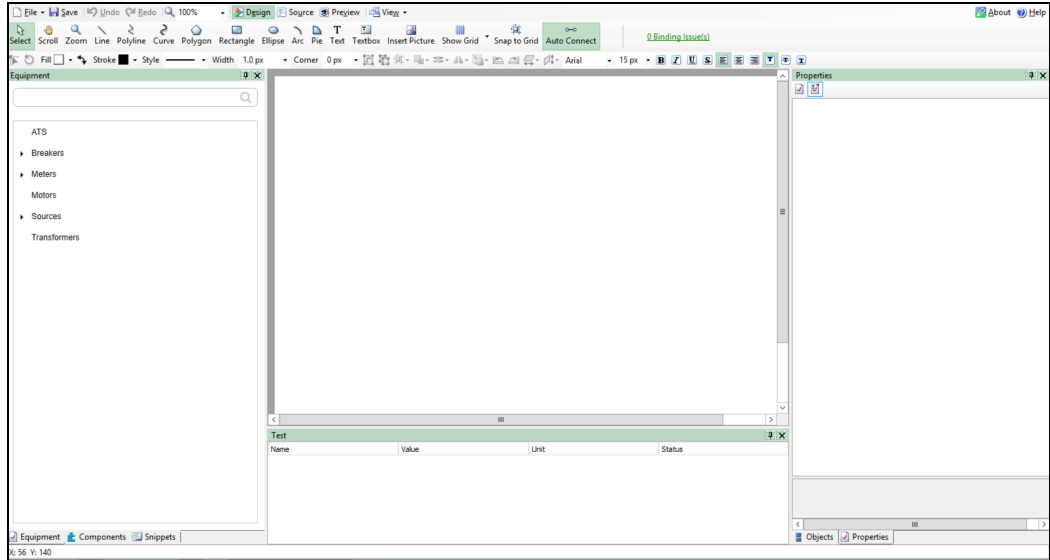 File Save Undo Redo 100% Design Source Preview View About Help
Select Scroll Zoom Line Polyline Curve Polygon Rectangle Ellipse Arc Pie Text Textbox Insert Picture Show Grid Snap to Grid Auto Connect 0 Binding Issue(s)
Fill Stroke Style Width 1.0 px Corner 0 px Arial 15 px B I U S
Equipment
Properties
ATS
Breakers
Meters
Motors
Sources
Transformers
Test
Name Value Unit Status
Equipment Components Snippets
Objects Properties
X: 56 Y: 140